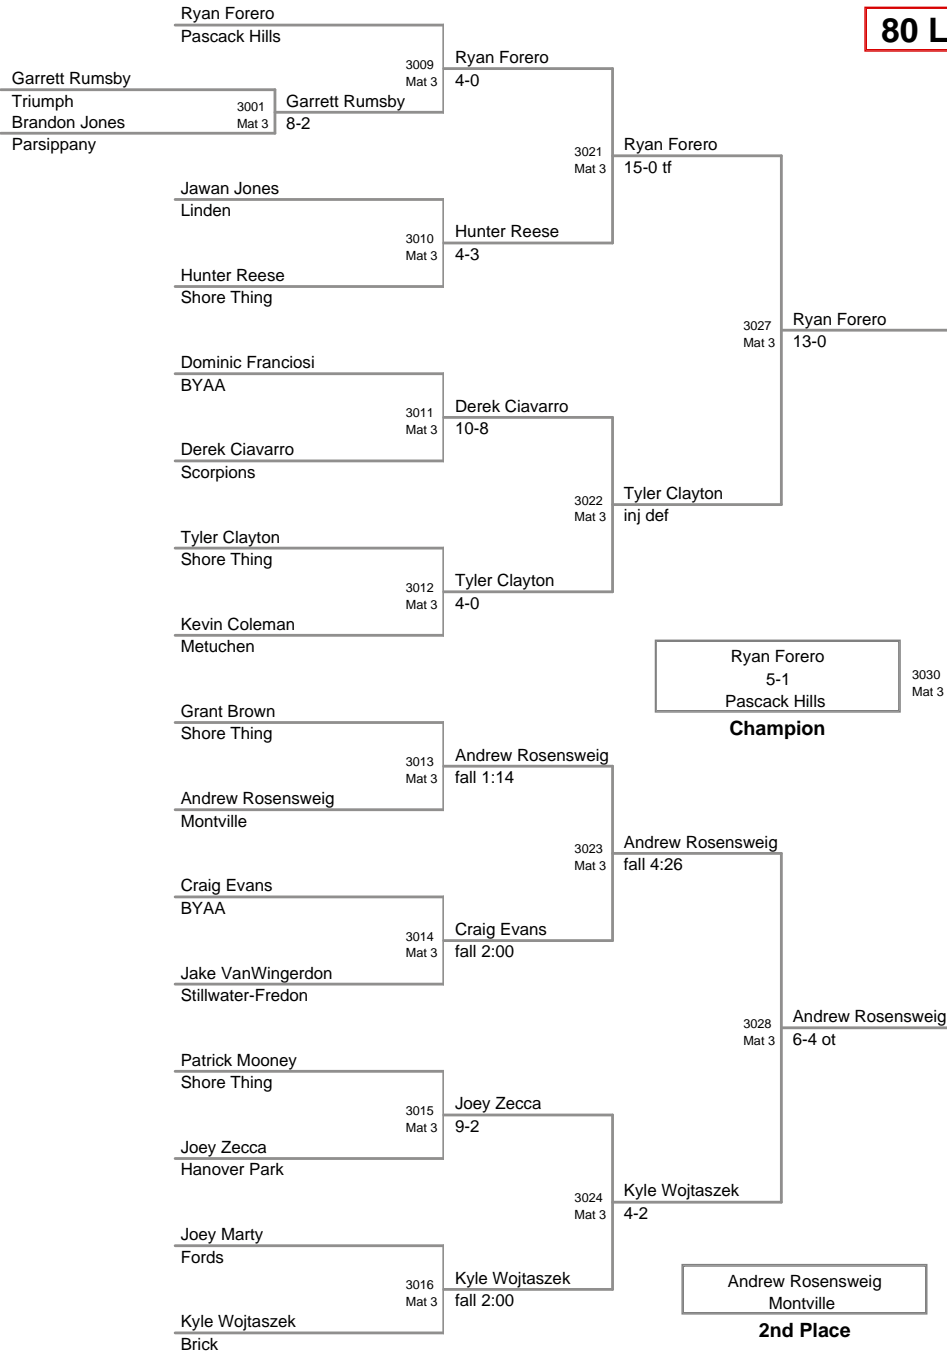 Ryan Forero
Pascack Hills
80 L
3009
Mat 3
Ryan Forero
4-0
Garrett Rumsby
Triumph
3001
Mat 3
Garrett Rumsby
8-2
Brandon Jones
Parsippany
3021
Mat 3
Ryan Forero
15-0 tf
Jawan Jones
Linden
3010
Mat 3
Hunter Reese
4-3
Hunter Reese
Shore Thing
3027
Mat 3
Ryan Forero
13-0
Dominic Franciosi
BYAA
3011
Mat 3
Derek Ciavarro
10-8
Derek Ciavarro
Scorpions
3022
Mat 3
Tyler Clayton
inj def
Tyler Clayton
Shore Thing
3012
Mat 3
Tyler Clayton
4-0
Kevin Coleman
Metuchen
Ryan Forero
5-1
Pascack Hills
3030
Mat 3
Champion
Grant Brown
Shore Thing
3013
Mat 3
Andrew Rosensweig
fall 1:14
Andrew Rosensweig
Montville
3023
Mat 3
Andrew Rosensweig
fall 4:26
Craig Evans
BYAA
3014
Mat 3
Craig Evans
fall 2:00
Jake VanWingerdon
Stillwater-Fredon
3028
Mat 3
Andrew Rosensweig
6-4 ot
Patrick Mooney
Shore Thing
3015
Mat 3
Joey Zecca
9-2
Joey Zecca
Hanover Park
3024
Mat 3
Kyle Wojtaszek
4-2
Joey Marty
Fords
3016
Mat 3
Kyle Wojtaszek
fall 2:00
Kyle Wojtaszek
Brick
Andrew Rosensweig
Montville
2nd Place